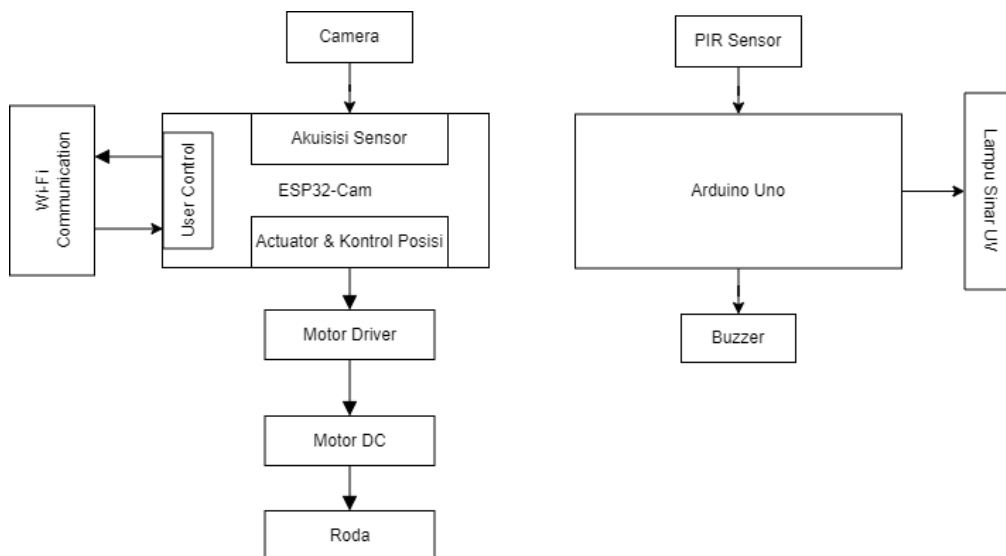 Camera
PIR Sensor
Wi-Fi
Communication
User Control
Akuisisi Sensor
ESP32-Cam
Actuator & Kontrol Posisi
Arduino Uno
Lampu Sinar UV
Motor Driver
Buzzer
Motor DC
Roda